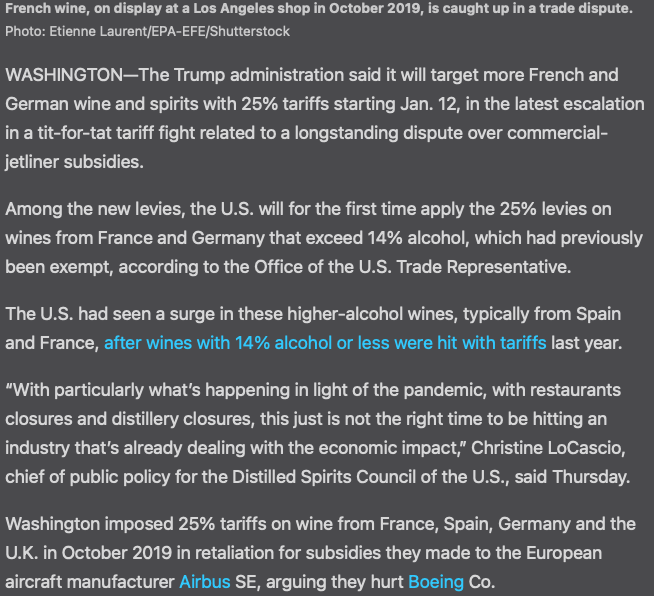 French wine, on display at a Los Angeles shop in October 2019, is caught up in a trade dispute.
Photo: Etienne Laurent/EPA-EFE/Shutterstock
WASHINGTON—The Trump administration said it will target more French and
German wine and spirits with 25% tariffs starting Jan. 12, in the latest escalation
in a tit-for-tat tariff fight related to a longstanding dispute over commercial-
jetliner subsidies.
Among the new levies, the U.S. will for the first time apply the 25% levies on
wines from France and Germany that exceed 14% alcohol, which had previously
been exempt, according to the Office of the U.S. Trade Representative.
The U.S. had seen a surge in these higher-alcohol wines, typically from Spain
and France, after wines with 14% alcohol or less were hit with tariffs last year.
“With particularly what’s happening in light of the pandemic, with restaurants
closures and distillery closures, this just is not the right time to be hitting an
industry that’s already dealing with the economic impact,” Christine LoCascio,
chief of public policy for the Distilled Spirits Council of the U.S., said Thursday.
Washington imposed 25% tariffs on wine from France, Spain, Germany and the
U.K. in October 2019 in retaliation for subsidies they made to the European
aircraft manufacturer Airbus SE, arguing they hurt Boeing Co.